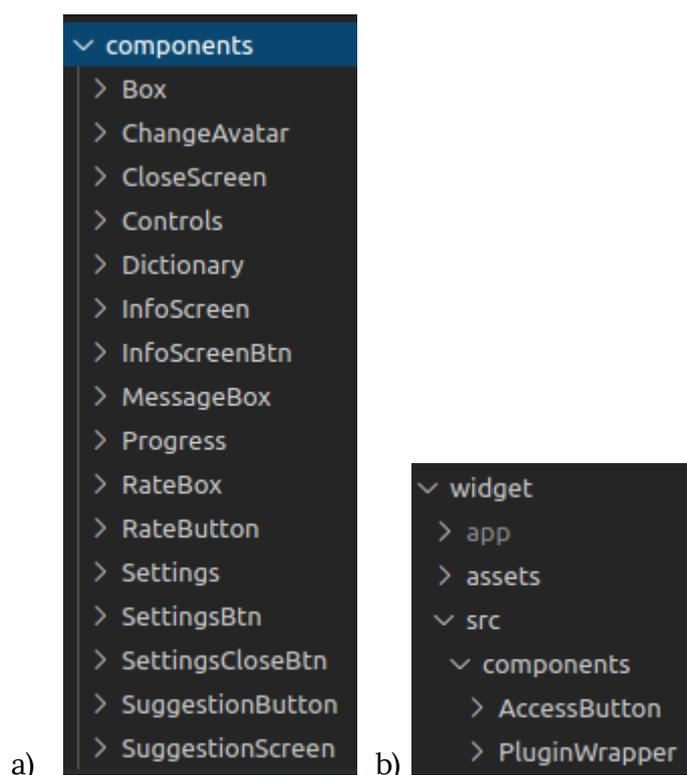 components
Box
ChangeAvatar
CloseScreen
Controls
Dictionary
InfoScreen
InfoScreenBtn
MessageBox
Progress
RateBox
RateButton
Settings
SettingsBtn
SettingsCloseBtn
SuggestionButton
SuggestionScreen
a)
widget
app
assets
src
components
AccessButton
PluginWrapper
b)